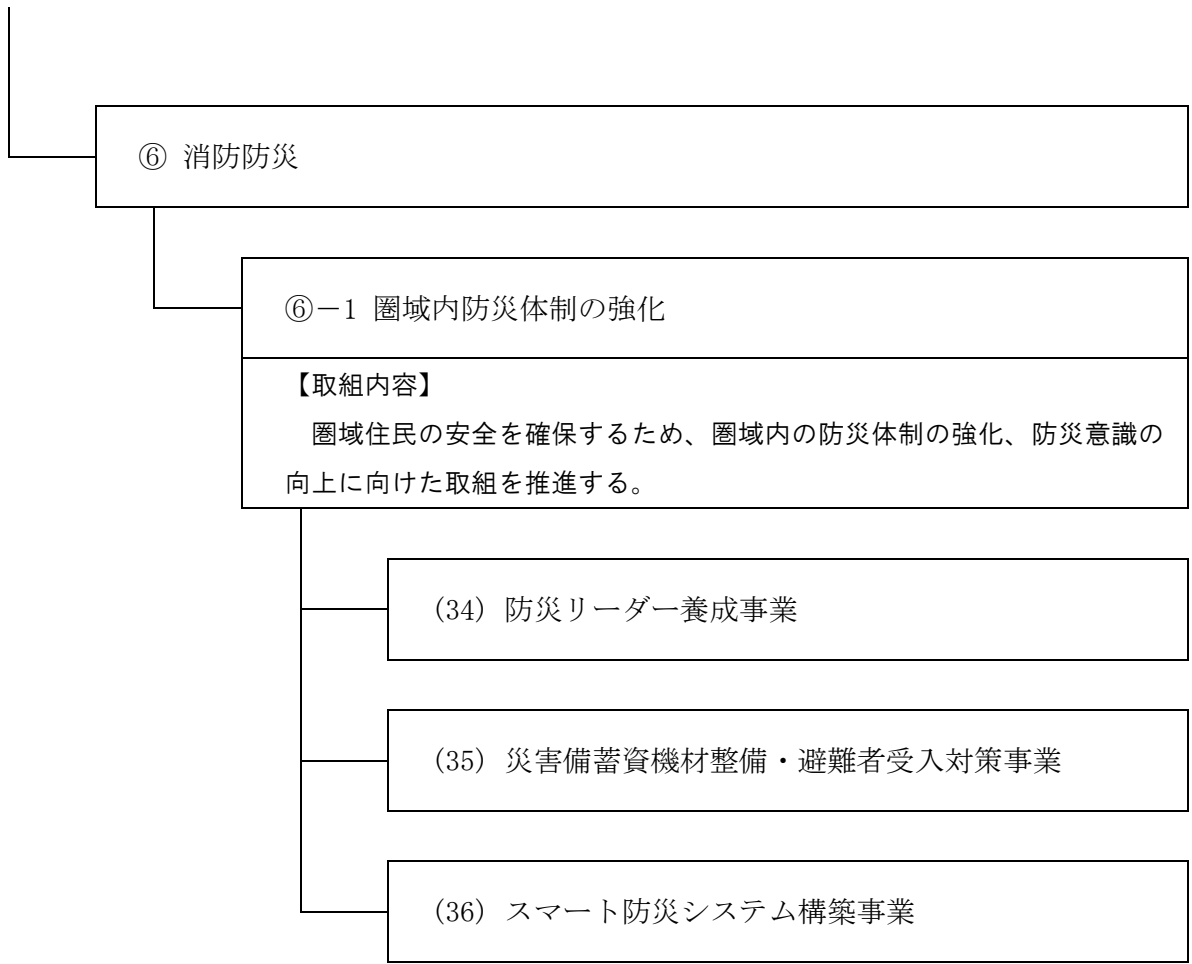 ⑥ 消防防災
⑥－1 圏域内防災体制の強化
【取組内容】
　圏域住民の安全を確保するため、圏域内の防災体制の強化、防災意識の
向上に向けた取組を推進する。
(34) 防災リーダー養成事業
(35) 災害備蓄資機材整備・避難者受入対策事業
(36) スマート防災システム構築事業